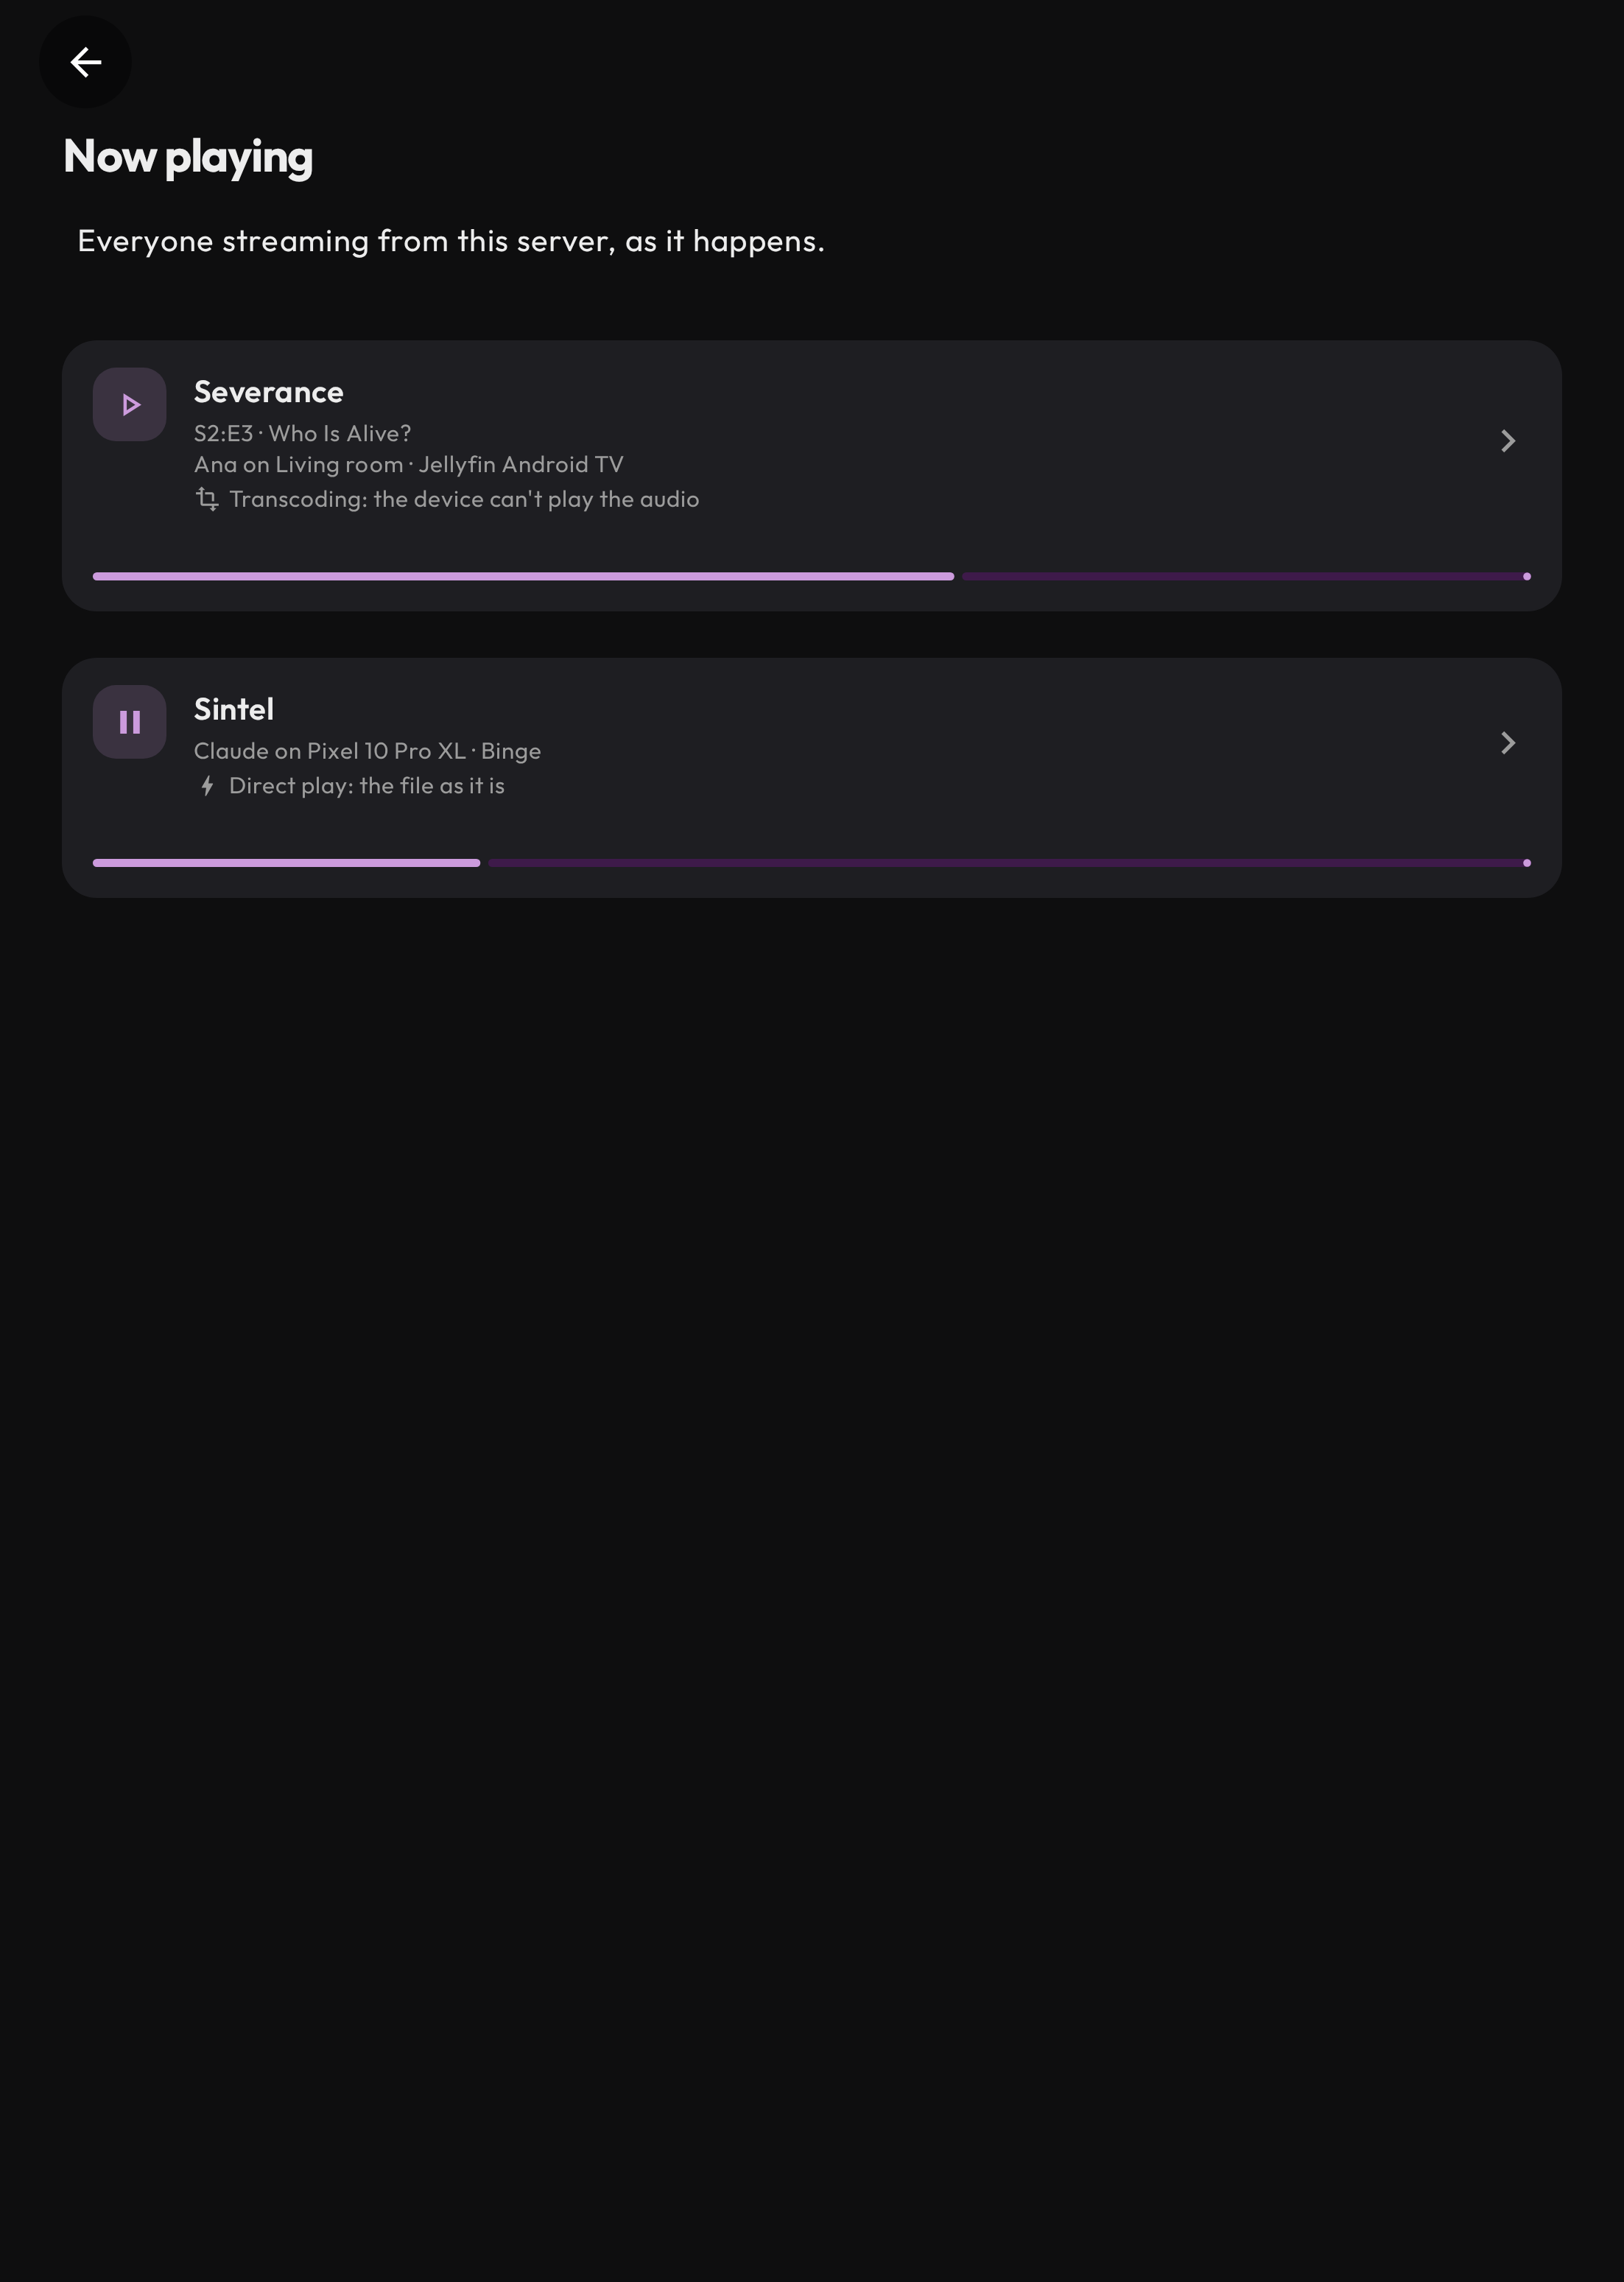 Now playing
Everyone streaming from this server, as it happens.
Severance
S2:E3 · Who Is Alive?
Ana on Living room · Jellyfin Android TV
Transcoding: the device can't play the audio
Sintel
Claude on Pixel 10 Pro XL · Binge
Direct play: the file as it is